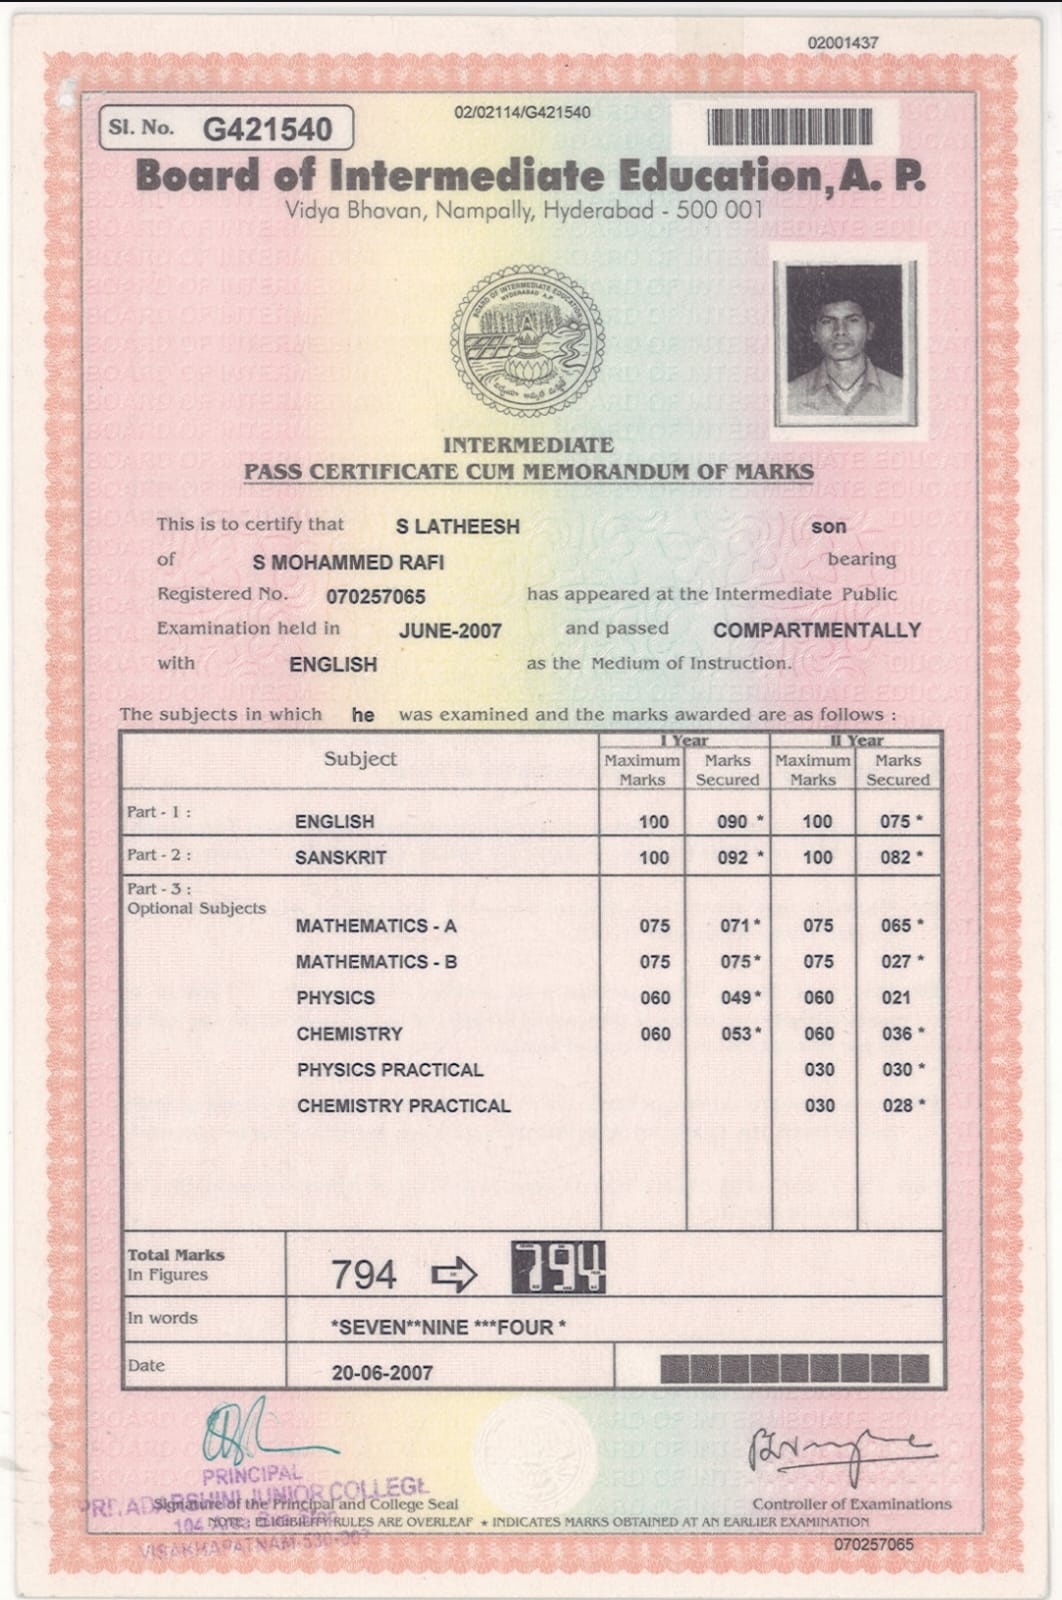 02001437
Sl. No. G421540
02/02114/G421540
Board of Intermediate Education, A. P.
Vidya Bhavan, Nampally, Hyderabad - 500 001
BOARD OF INTERMEDIATE EDUCATION
HYDERABAD A.P.
INTERMEDIATE
PASS CERTIFICATE CUM MEMORANDUM OF MARKS
This is to certify that S LATHEESH son
of S MOHAMMED RAFI bearing
Registered No. 070257065 has appeared at the Intermediate Public
Examination held in JUNE-2007 and passed COMPARTMENTALLY
with ENGLISH as the Medium of Instruction.
The subjects in which he was examined and the marks awarded are as follows :
Subject I Year II Year
Maximum Marks Marks Secured Maximum Marks Marks Secured
Part - 1 : ENGLISH 100 090 * 100 075 *
Part - 2 : SANSKRIT 100 092 * 100 082 *
Part - 3 :
Optional Subjects
MATHEMATICS - A 075 071 * 075 065 *
MATHEMATICS - B 075 075 * 075 027 *
PHYSICS 060 049 * 060 021
CHEMISTRY 060 053 * 060 036 *
PHYSICS PRACTICAL 030 030 *
CHEMISTRY PRACTICAL 030 028 *
Total Marks
In Figures 794 794
In words *SEVEN**NINE ***FOUR *
Date 20-06-2007
PRINCIPAL
ADARSHINI JUNIOR COLLEGE
Signature of the Principal and College Seal
Controller of Examinations
NOTE : ELIGIBILITY RULES ARE OVERLEAF * INDICATES MARKS OBTAINED AT AN EARLIER EXAMINATION
VISAKHAPATNAM-530
070257065